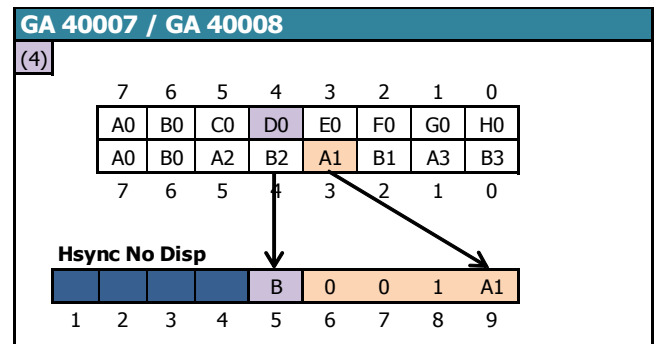 GA 40007 / GA 40008
(4)
7 6 5 4 3 2 1 0
A0 B0 C0 D0 E0 F0 G0 H0
A0 B0 A2 B2 A1 B1 A3 B3
7 6 5 4 3 2 1 0
Hsync No Disp
B 0 0 1 A1
1 2 3 4 5 6 7 8 9